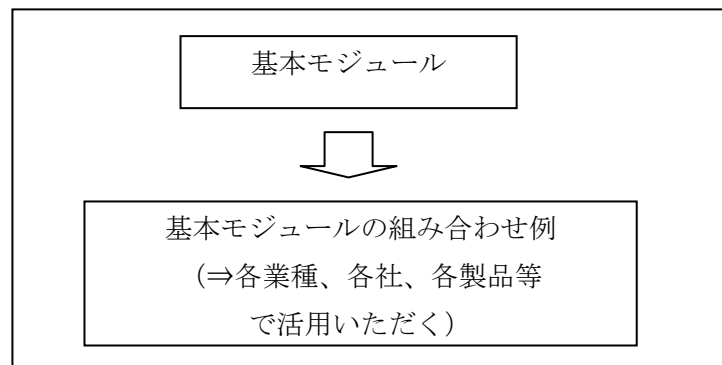 基本モジュール
基本モジュールの組み合わせ例
(⇒各業種、各社、各製品等
で活用いただく)